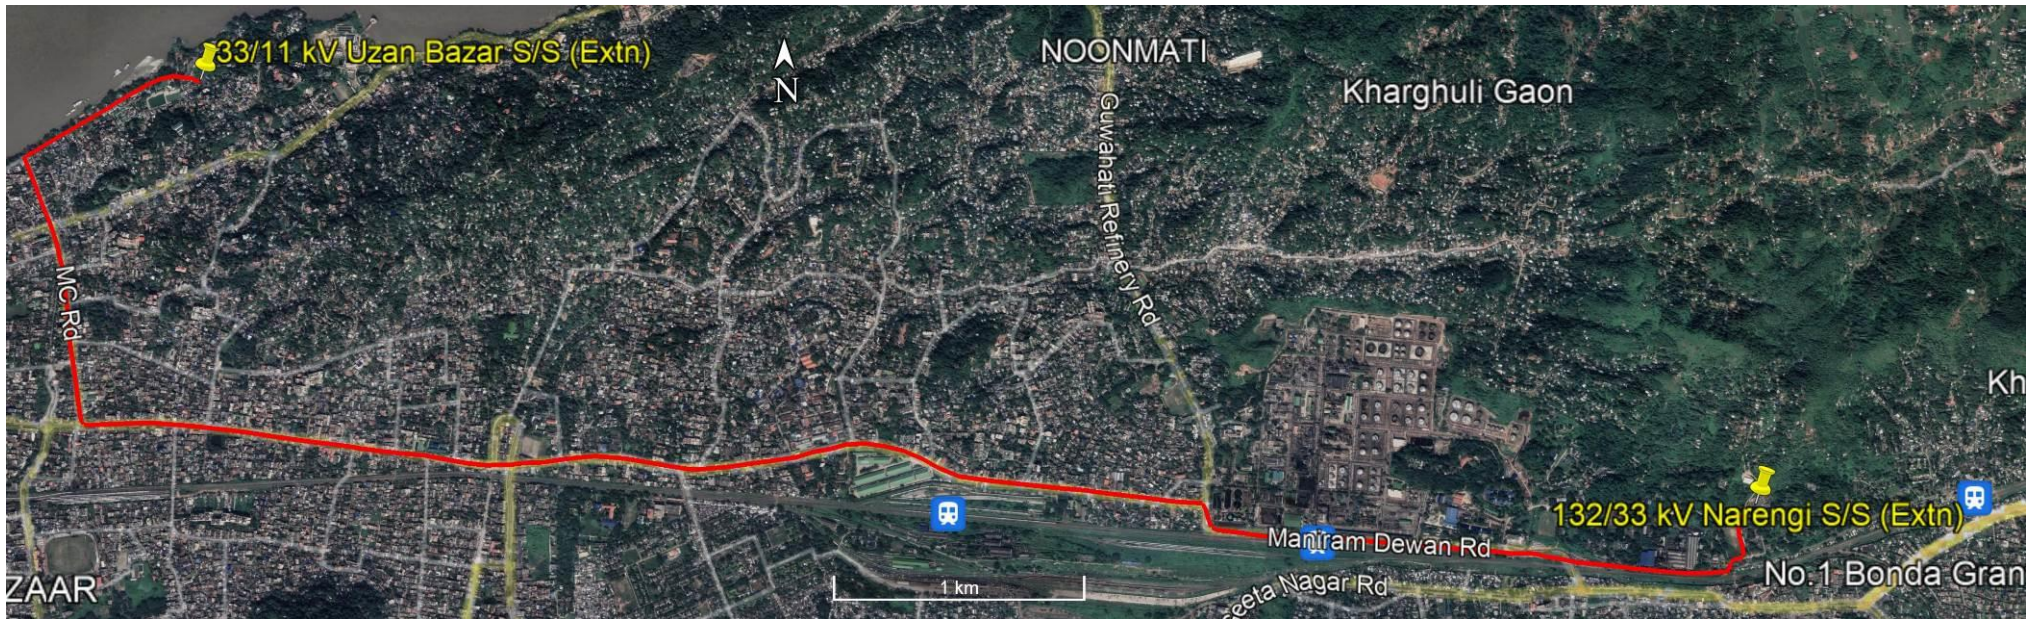 33/11 kV Uzan Bazar S/S (Extn)
N
NOONMATI
Kharghuli Gaon
Guwahati Refinery Rd
MC Rd
Kh
132/33 kV Narengi S/S (Extn)
Maniram Dewan Rd
No.1 Bonda Gran
ZAAR
1 km
Geeta Nagar Rd